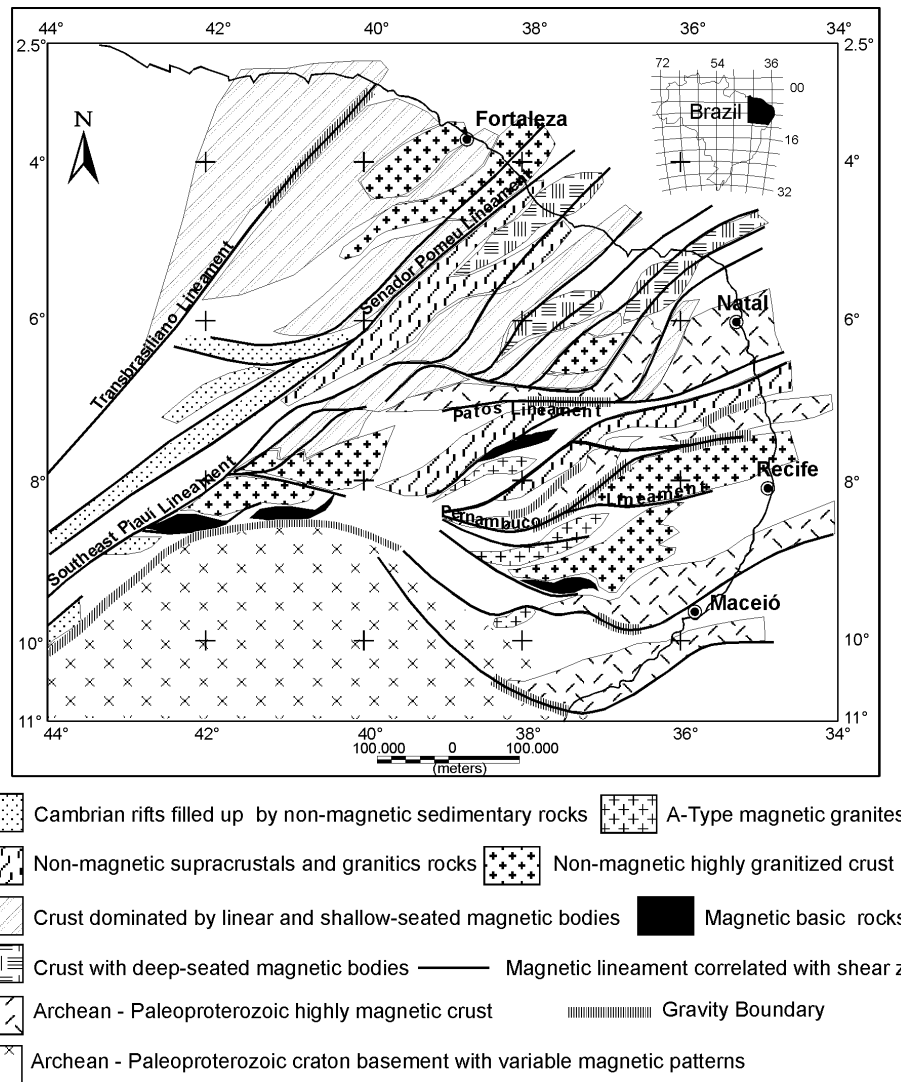 44° 42° 40° 38° 36° 34°
2.5° 2.5°
72 54 36
00
N
Fortaleza
Brazil
16
4° 4°
32
Senador Pomeu Lineament
Transbrasiliano Lineament
Natal
6° 6°
Patos Lineament
Recife
8° 8°
Lineament
Pernambuco
Southeast Piauí Lineament
Maceió
10° 10°
11° 11°
44° 42° 40° 38° 36° 34°
100.000 0 100.000
(meters)
Cambrian rifts filled up by non-magnetic sedimentary rocks A-Type magnetic granites
Non-magnetic supracrustals and granitics rocks Non-magnetic highly granitized crust
Crust dominated by linear and shallow-seated magnetic bodies Magnetic basic rocks
Crust with deep-seated magnetic bodies Magnetic lineament correlated with shear z
Archean - Paleoproterozoic highly magnetic crust Gravity Boundary
Archean - Paleoproterozoic craton basement with variable magnetic patterns